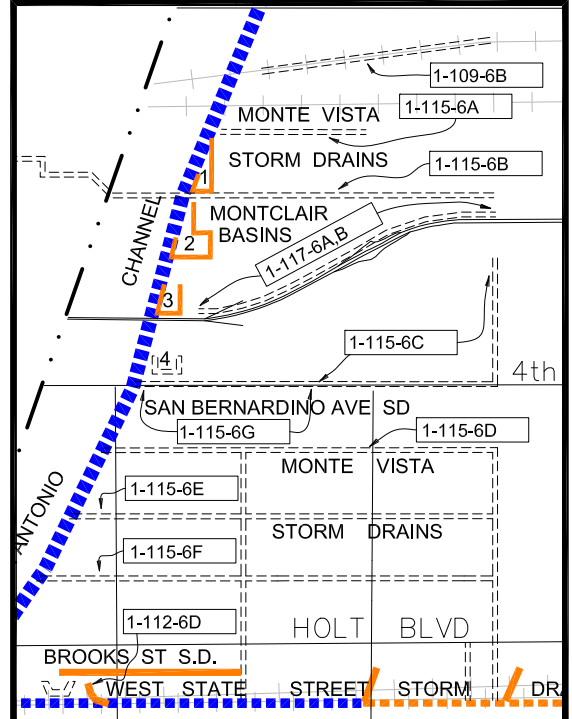 1-109-6B
1-115-6A
MONTE VISTA
STORM DRAINS
1-115-6B
1
CHANNEL
MONTCLAIR
BASINS
2
1-117-6A,B
3
1-115-6C
4
4th
SAN BERNARDINO AVE SD
1-115-6G
1-115-6D
MONTE VISTA
1-115-6E
ANTONIO
STORM DRAINS
1-115-6F
1-112-6D
HOLT BLVD
BROOKS ST S.D.
WEST STATE STREET STORM DRA